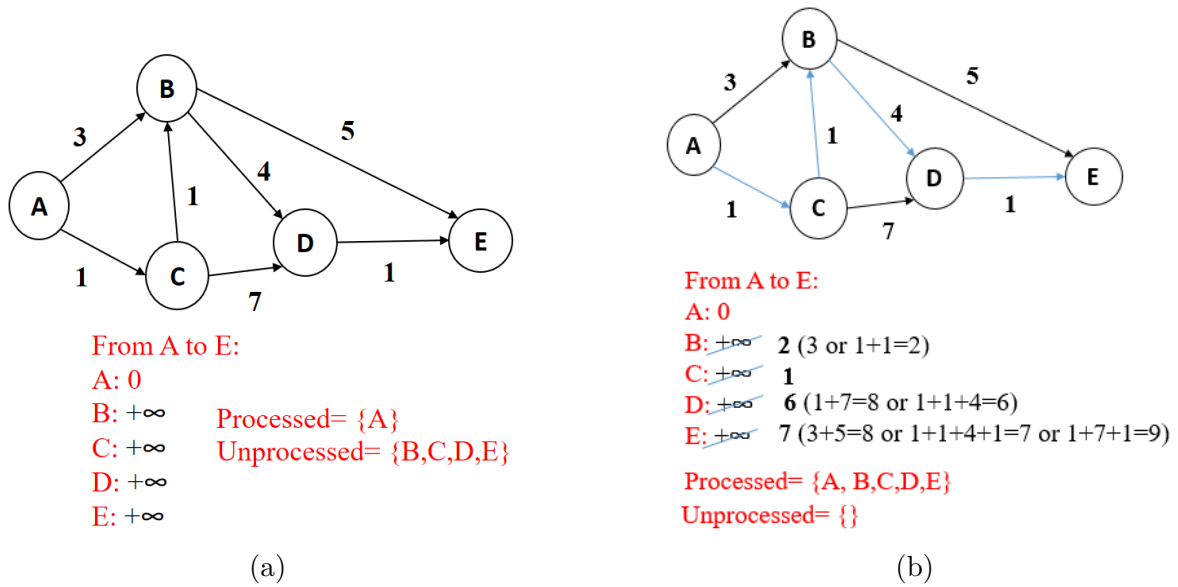 B
3
5
4
A
1
D
E
C
1
1
7
From A to E:
A: 0
B: +∞
C: +∞
D: +∞
E: +∞
Processed= {A}
Unprocessed= {B,C,D,E}
(a)
B
3
5
4
1
A
D
E
C
1
1
7
From A to E:
A: 0
B: +∞ 2 (3 or 1+1=2)
C: +∞ 1
D: +∞ 6 (1+7=8 or 1+1+4=6)
E: +∞ 7 (3+5=8 or 1+1+4+1=7 or 1+7+1=9)
Processed= {A, B,C,D,E}
Unprocessed= {}
(b)